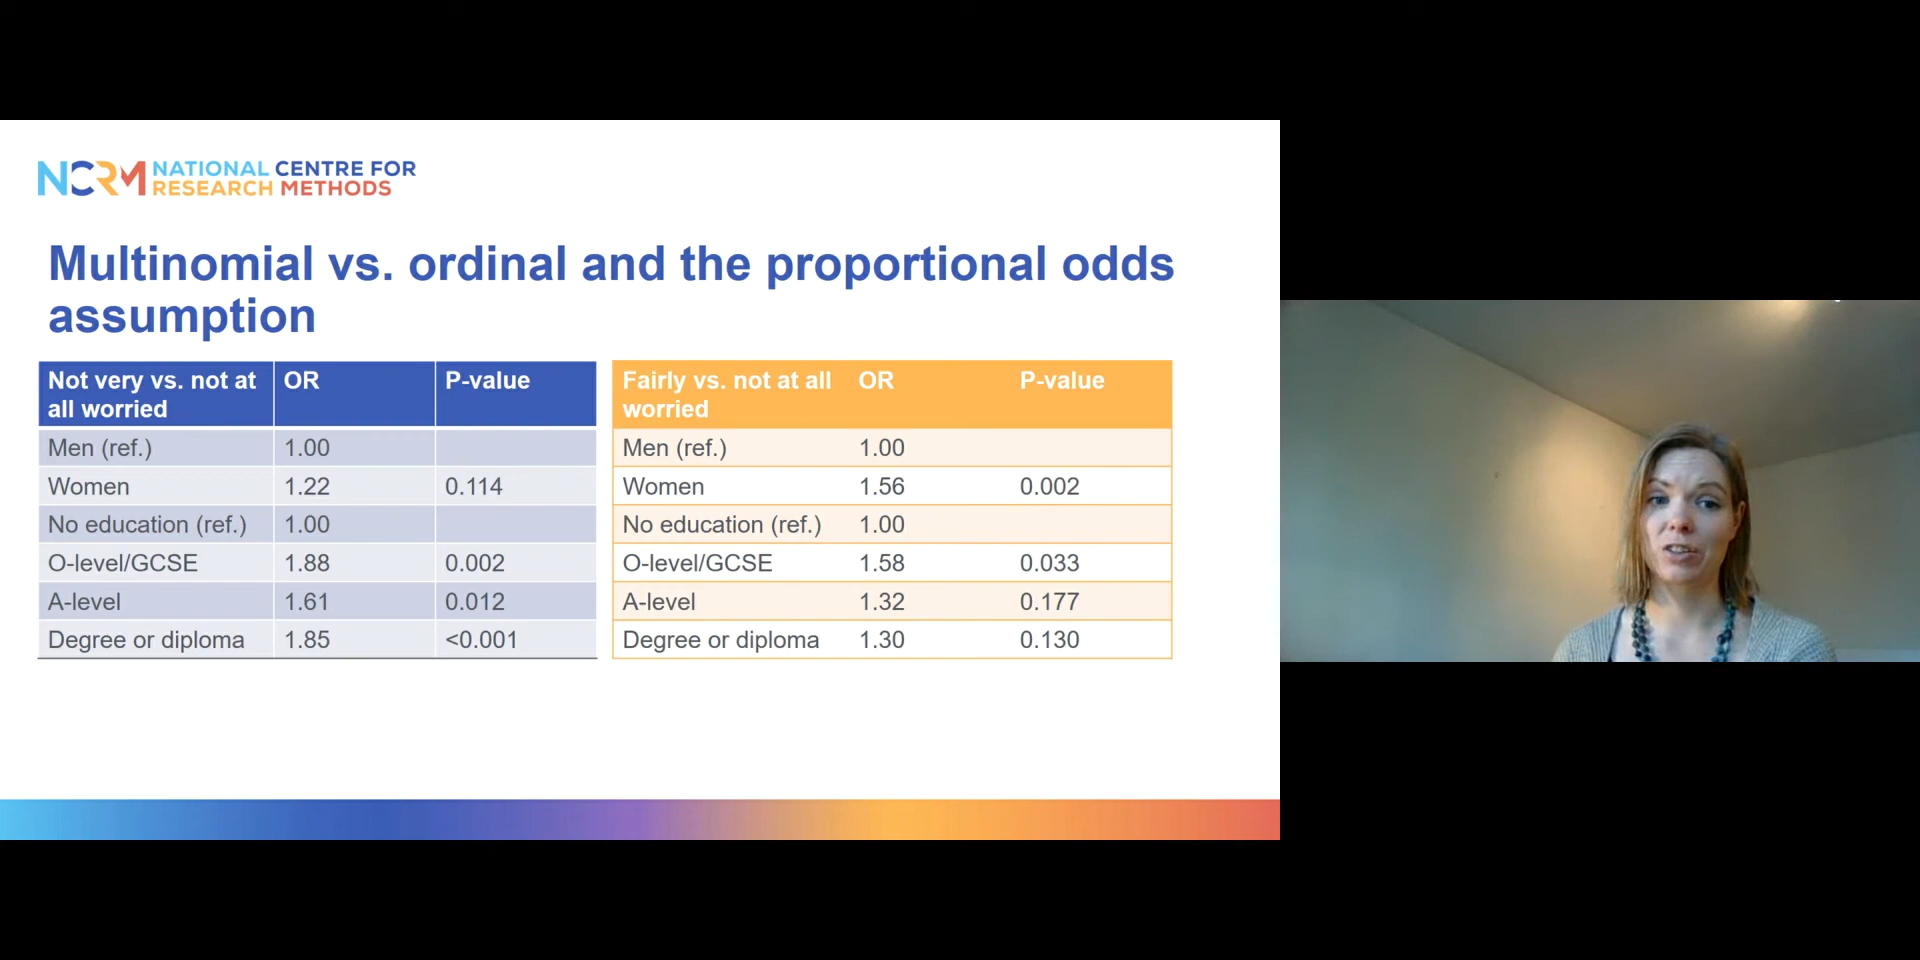 NCRM NATIONAL CENTRE FOR
RESEARCH METHODS
Multinomial vs. ordinal and the proportional odds
assumption
Not very vs. not at all worried OR P-value
Men (ref.) 1.00
Women 1.22 0.114
No education (ref.) 1.00
O-level/GCSE 1.88 0.002
A-level 1.61 0.012
Degree or diploma 1.85 <0.001
Fairly vs. not at all worried OR P-value
Men (ref.) 1.00
Women 1.56 0.002
No education (ref.) 1.00
O-level/GCSE 1.58 0.033
A-level 1.32 0.177
Degree or diploma 1.30 0.130